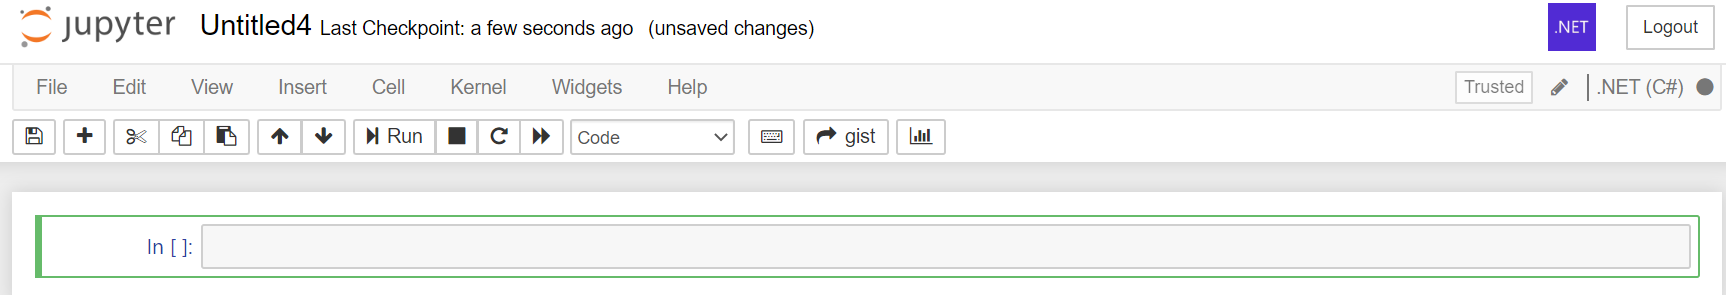 jupyter Untitled4 Last Checkpoint: a few seconds ago (unsaved changes) .NET Logout
File Edit View Insert Cell Kernel Widgets Help Trusted .NET (C#)
Run Code gist
In [ ]: